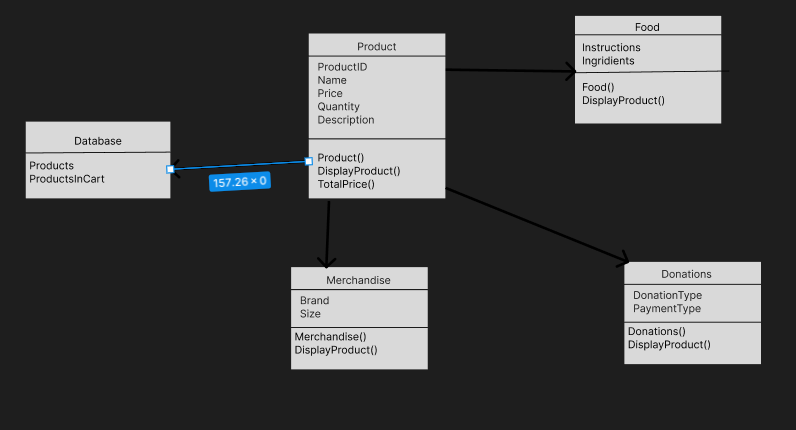 Product
ProductID
Name
Price
Quantity
Description
Product()
DisplayProduct()
TotalPrice()
Food
Instructions
Ingridients
Food()
DisplayProduct()
Database
Products
ProductsInCart
157.26 × 0
Merchandise
Brand
Size
Merchandise()
DisplayProduct()
Donations
DonationType
PaymentType
Donations()
DisplayProduct()